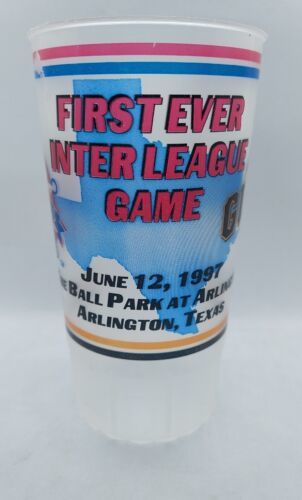 FIRST EVER
INTER LEAGUE
GAME
JUNE 12, 1997
BALL PARK AT
ARLINGTON, TEXAS